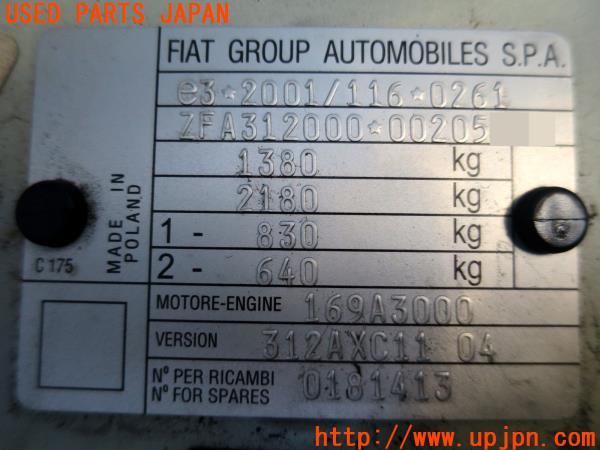 USED PARTS JAPAN
FIAT GROUP AUTOMOBILES S.P.A.
e3*2001/116*0261
ZFA312000*00205
1380 kg
2180 kg
1- 830 kg
2- 640 kg
MADE IN
POLAND
C 175
MOTORE-ENGINE 169A3000
VERSION 312AXC11 04
N° PER RICAMBI
N° FOR SPARES 0181413
http://www.upjpn.com